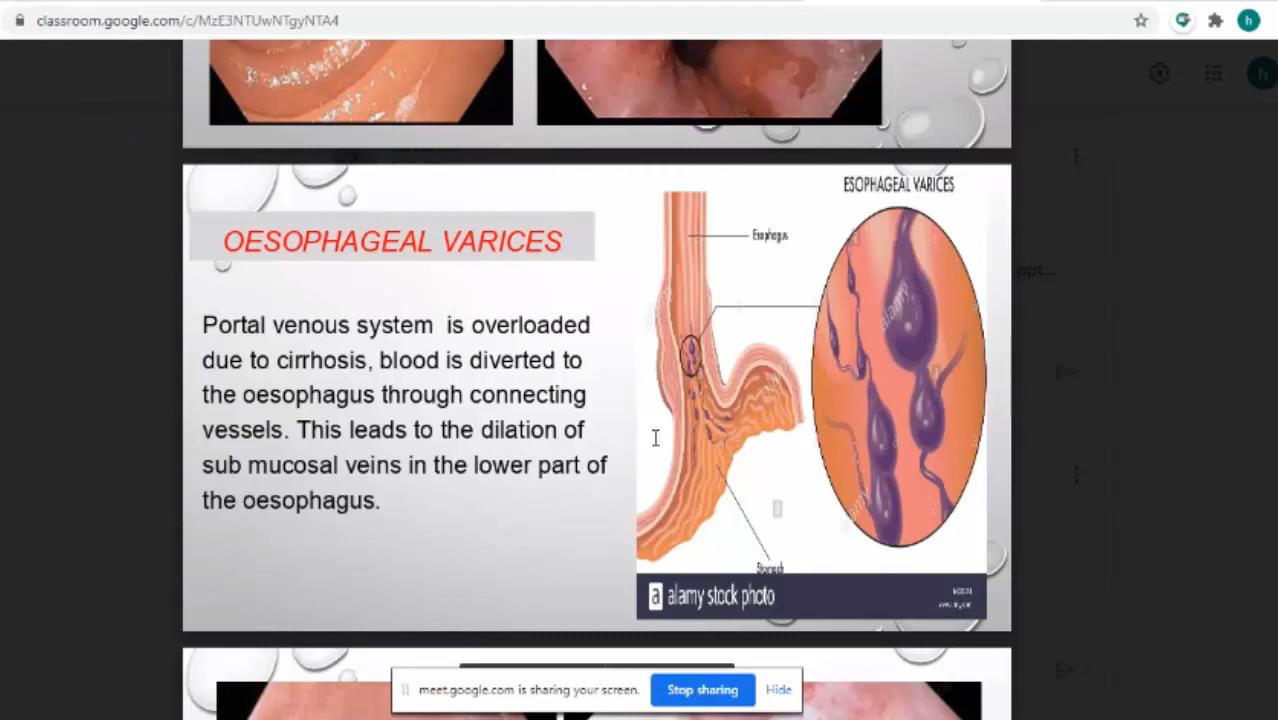 classroom.google.com/c/MzE3NTUwNTgyNTA4
h
h
ESOPHAGEAL VARICES
OESOPHAGEAL VARICES
Esophagus
ppt...
Portal venous system is overloaded
due to cirrhosis, blood is diverted to
the oesophagus through connecting
vessels. This leads to the dilation of
sub mucosal veins in the lower part of
the oesophagus.
alamy
Stomach
a alamy stock photo
meet.google.com is sharing your screen.
Stop sharing
Hide